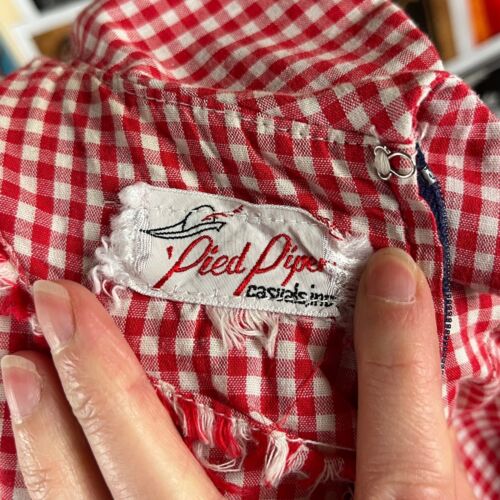 Pied Piper
casuals, inc.